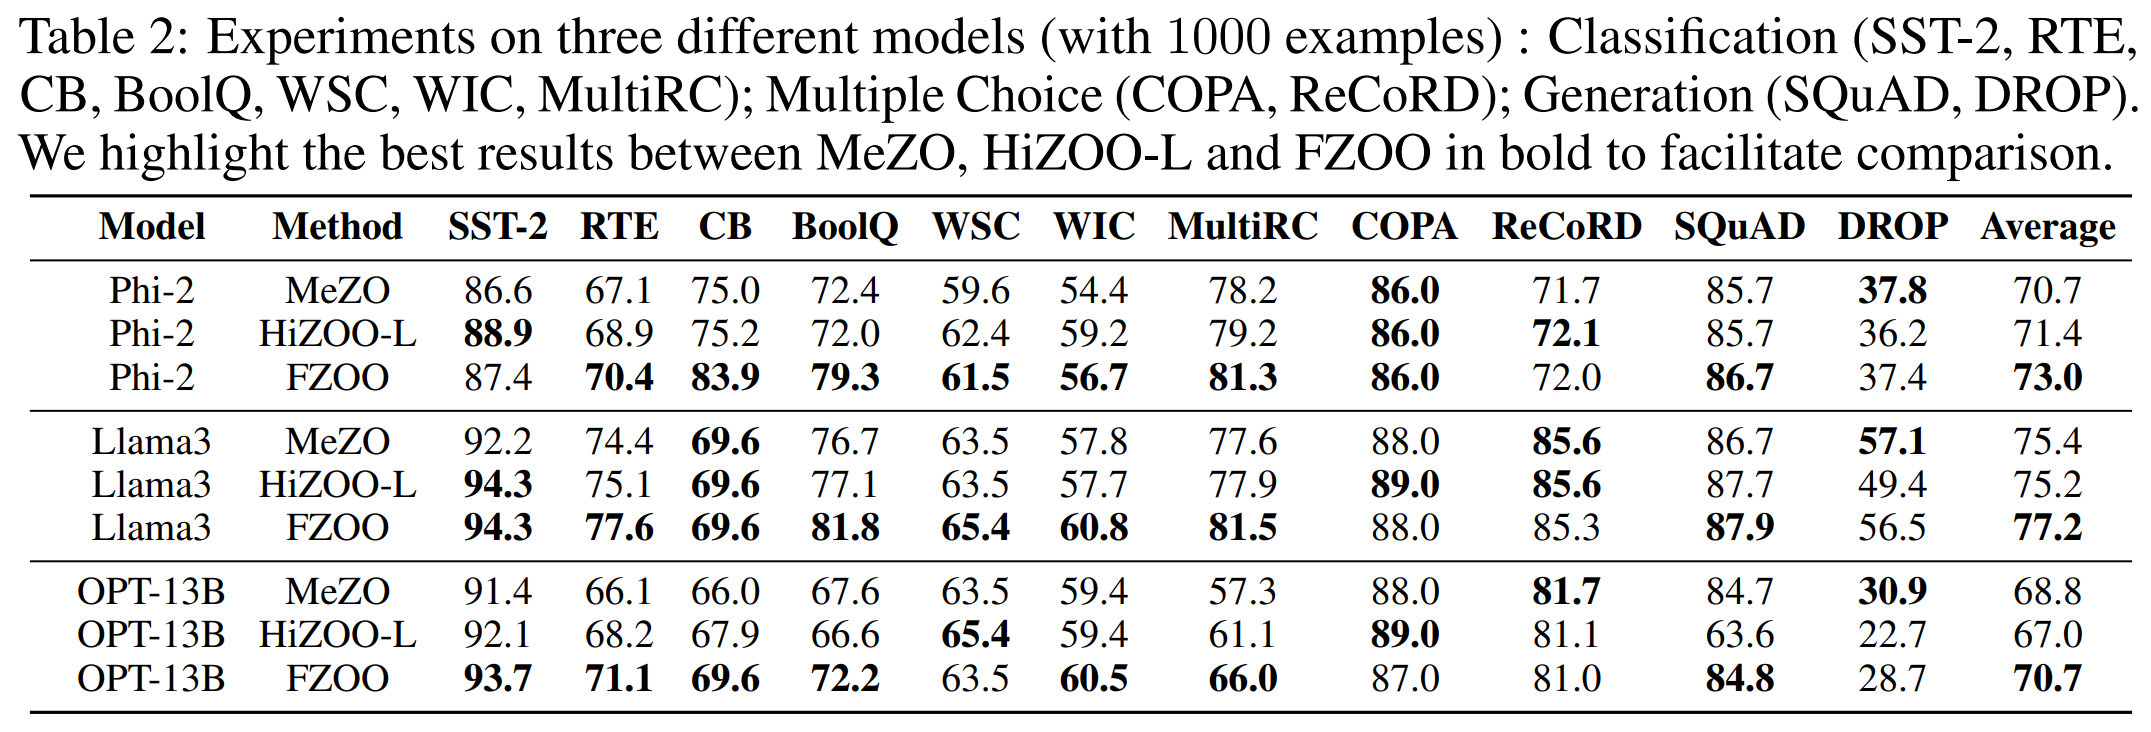 Table 2: Experiments on three different models (with 1000 examples) : Classification (SST-2, RTE,
CB, BoolQ, WSC, WIC, MultiRC); Multiple Choice (COPA, ReCoRD); Generation (SQuAD, DROP).
We highlight the best results between MeZO, HiZOO-L and FZOO in bold to facilitate comparison.
Model Method SST-2 RTE CB BoolQ WSC WIC MultiRC COPA ReCoRD SQuAD DROP Average
Phi-2 MeZO 86.6 67.1 75.0 72.4 59.6 54.4 78.2 86.0 71.7 85.7 37.8 70.7
Phi-2 HiZOO-L 88.9 68.9 75.2 72.0 62.4 59.2 79.2 86.0 72.1 85.7 36.2 71.4
Phi-2 FZOO 87.4 70.4 83.9 79.3 61.5 56.7 81.3 86.0 72.0 86.7 37.4 73.0
Llama3 MeZO 92.2 74.4 69.6 76.7 63.5 57.8 77.6 88.0 85.6 86.7 57.1 75.4
Llama3 HiZOO-L 94.3 75.1 69.6 77.1 63.5 57.7 77.9 89.0 85.6 87.7 49.4 75.2
Llama3 FZOO 94.3 77.6 69.6 81.8 65.4 60.8 81.5 88.0 85.3 87.9 56.5 77.2
OPT-13B MeZO 91.4 66.1 66.0 67.6 63.5 59.4 57.3 88.0 81.7 84.7 30.9 68.8
OPT-13B HiZOO-L 92.1 68.2 67.9 66.6 65.4 59.4 61.1 89.0 81.1 63.6 22.7 67.0
OPT-13B FZOO 93.7 71.1 69.6 72.2 63.5 60.5 66.0 87.0 81.0 84.8 28.7 70.7